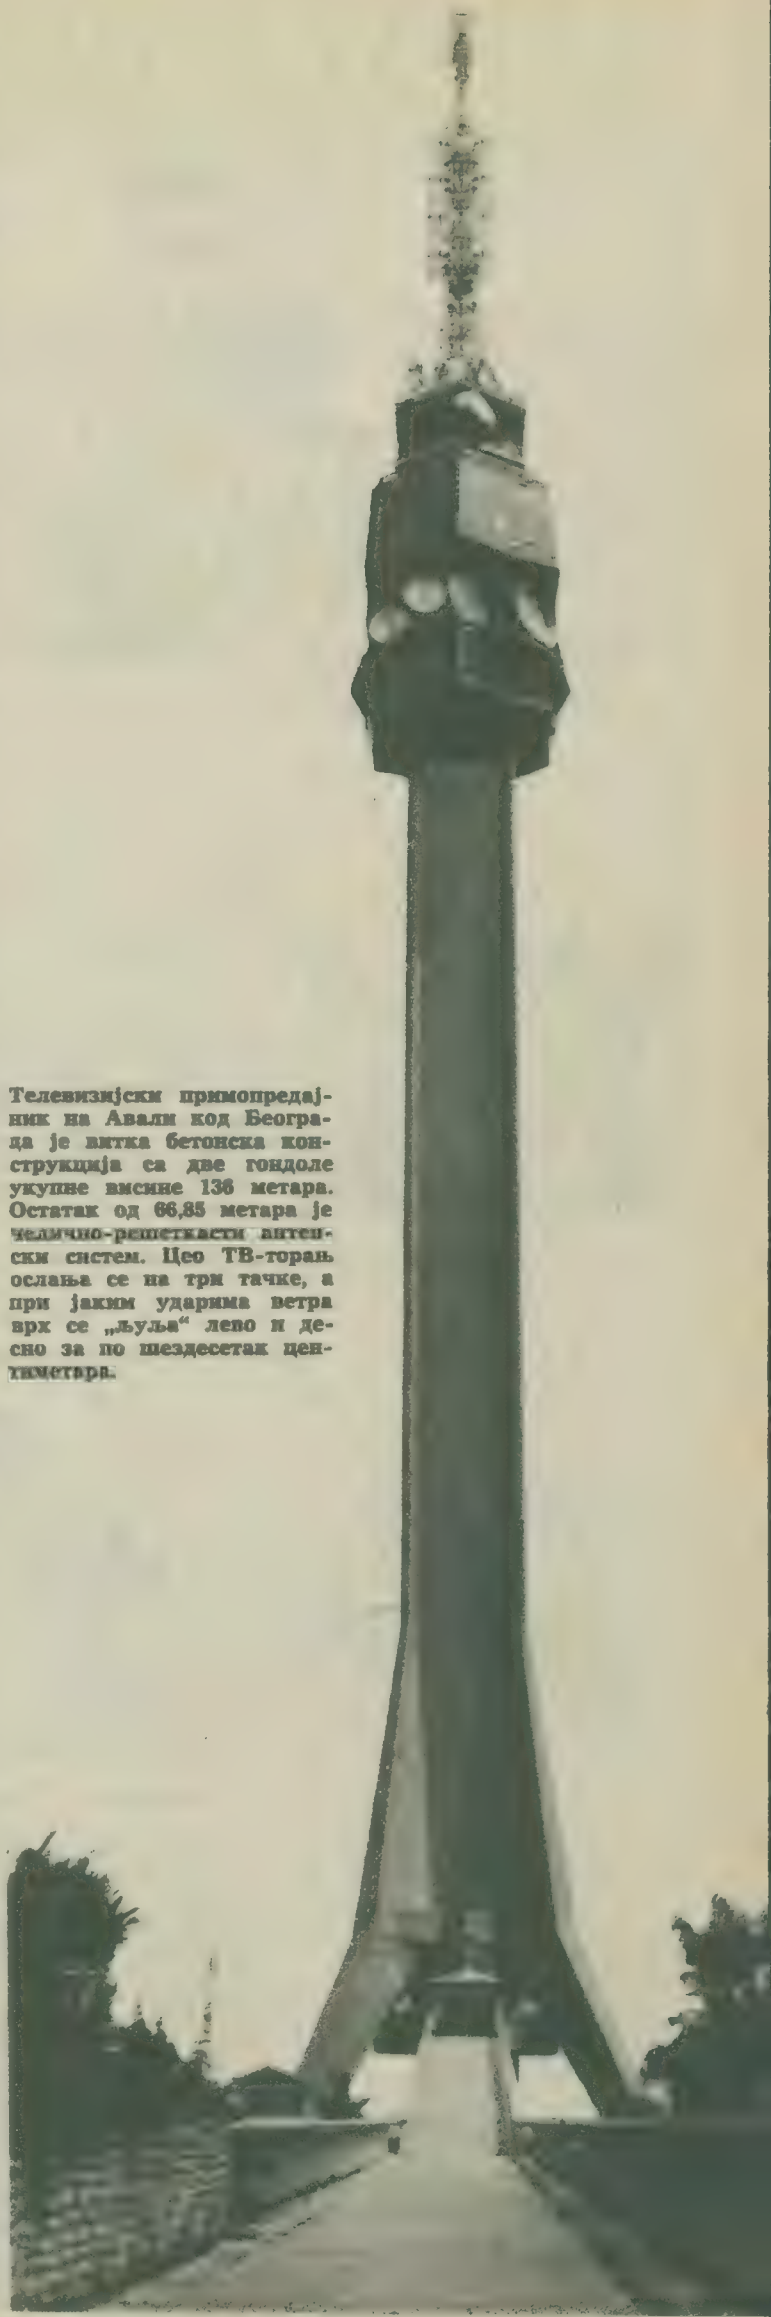 Телевизијски примопредај-
ник на Авали код Београ-
да је витка бетонска кон-
струкција са две гондоле
укупне висине 136 метара.
Остатак од 66,85 метара је
челично-решеткасти антен-
ски систем. Цео ТВ-торањ
ослања се на три тачке, а
при јаким ударима ветра
врх се „љуља“ лево и де-
сно за по шездесетак цен-
тиметара.